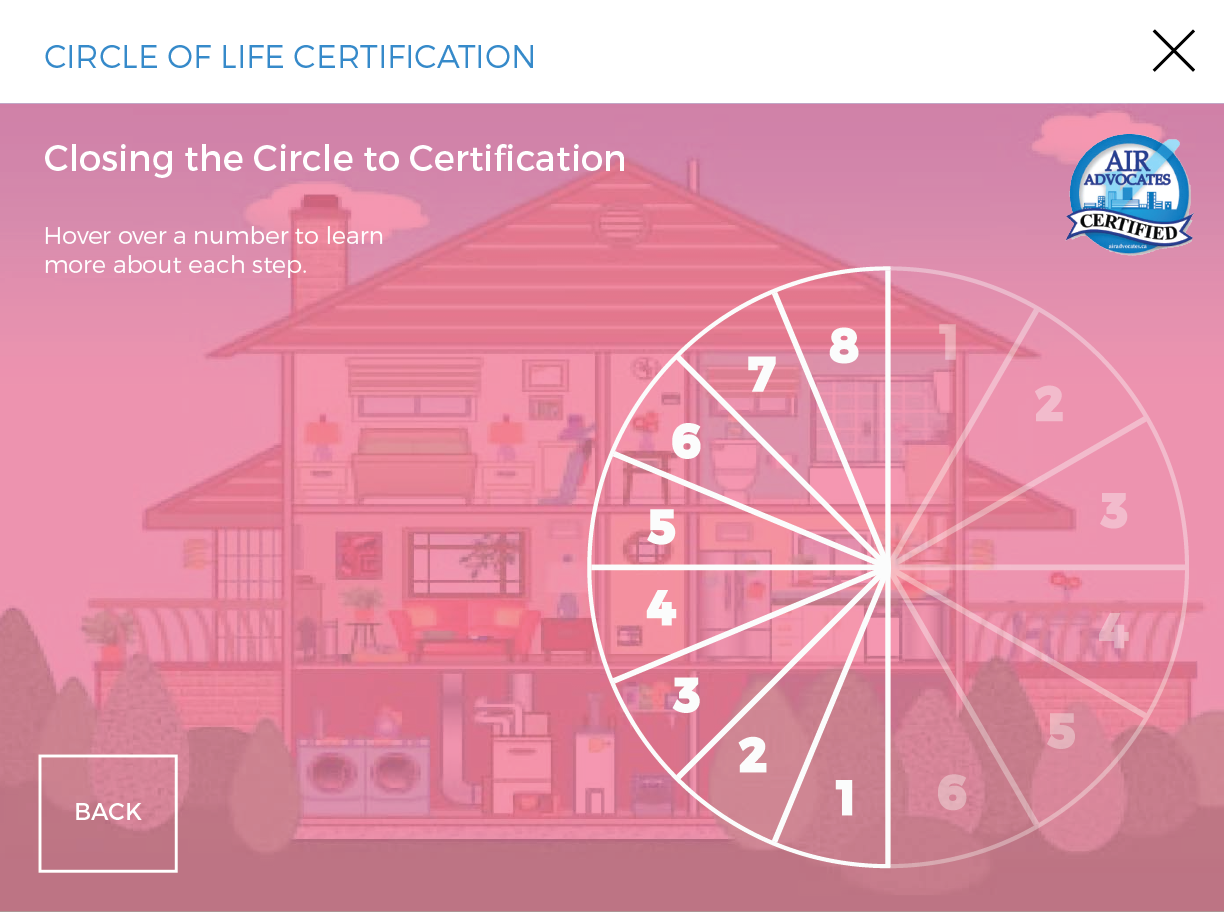 CIRCLE OF LIFE CERTIFICATION
Closing the Circle to Certification
Hover over a number to learn
more about each step.
AIR
ADVOCATES
CERTIFIED
airadvocates.ca
8
7
6
5
4
3
2
1
1
2
3
4
5
6
BACK